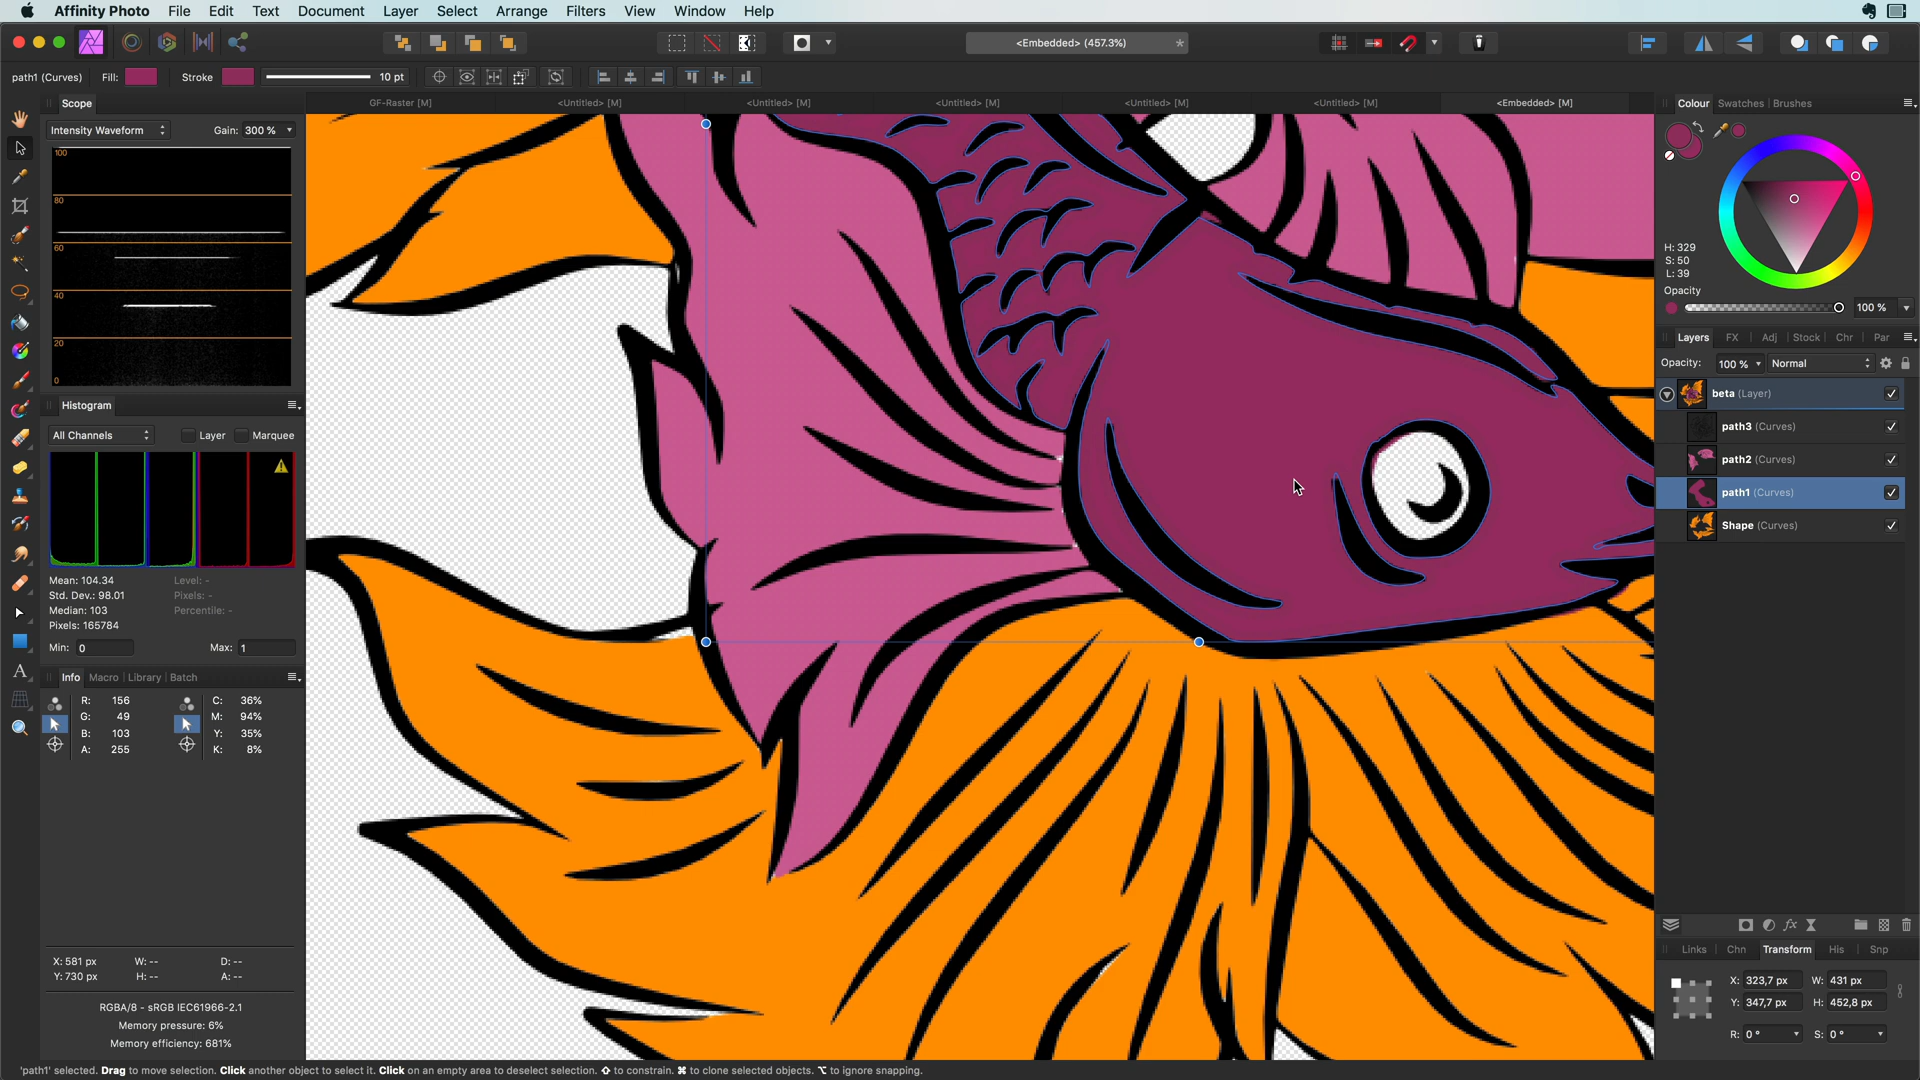 Affinity Photo File Edit Text Document Layer Select Arrange Filters View Window Help
<Embedded> (457.3%)
path1 (Curves) Fill: Stroke 10 pt
Scope
Intensity Waveform Gain: 300 %
100
80
60
40
20
0
Histogram
All Channels Layer Marquee
Mean: 104.34 Level: -
Std. Dev.: 98.01 Pixels: -
Median: 103 Percentile: -
Pixels: 165784
Min: 0 Max: 1
Info Macro Library Batch
R: 156 C: 36%
G: 49 M: 94%
B: 103 Y: 35%
A: 255 K: 8%
X: 581 px W: -- D: --
Y: 730 px H: -- A: --
RGBA/8 - sRGB IEC61966-2.1
Memory pressure: 6%
Memory efficiency: 681%
GF-Raster [M] <Untitled> [M] <Untitled> [M] <Untitled> [M] <Untitled> [M] <Untitled> [M] <Embedded> [M]
Colour Swatches Brushes
H: 329
S: 50
L: 39
Opacity
100 %
Layers FX Adj Stock Chr Par
Opacity: 100 % Normal
beta (Layer)
path3 (Curves)
path2 (Curves)
path1 (Curves)
Shape (Curves)
Links Chn Transform His Snp
X: 323,7 px W: 431 px
Y: 347,7 px H: 452,8 px
R: 0 ° S: 0 °
'path1' selected. Drag to move selection. Click another object to select it. Click on an empty area to deselect selection. ⇧ to constrain. ⌘ to clone selected objects. ⌥ to ignore snapping.